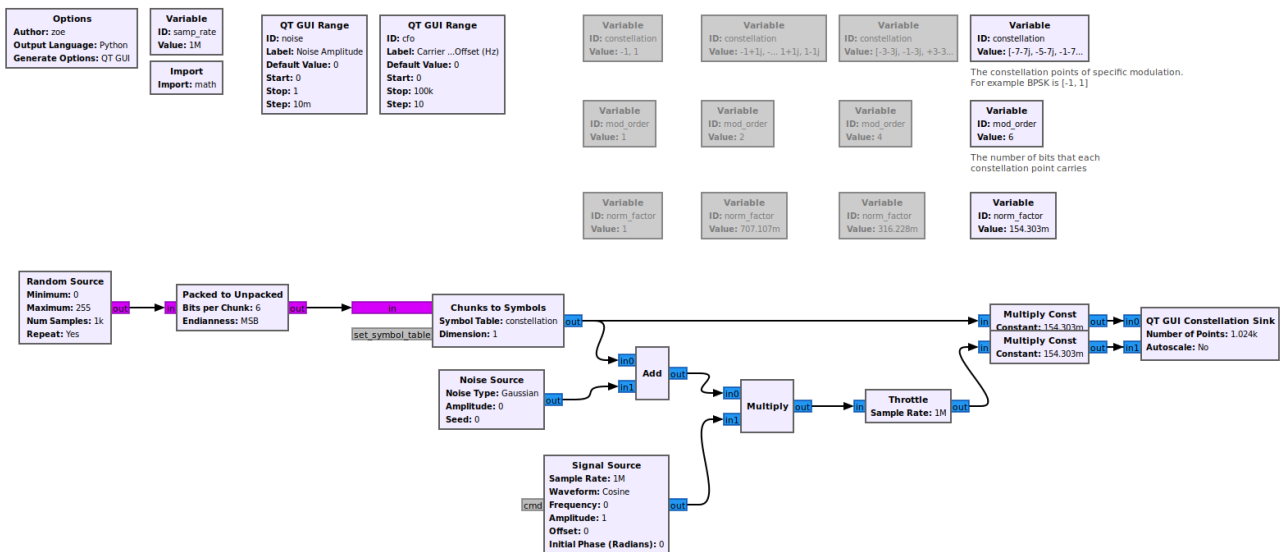 Options
Author: zoe
Output Language: Python
Generate Options: QT GUI
Variable
ID: samp_rate
Value: 1M
Import
Import: math
QT GUI Range
ID: noise
Label: Noise Amplitude
Default Value: 0
Start: 0
Stop: 1
Step: 10m
QT GUI Range
ID: cfo
Label: Carrier ...Offset (Hz)
Default Value: 0
Start: 0
Stop: 100k
Step: 10
Variable
ID: constellation
Value: -1, 1
Variable
ID: constellation
Value: -1+1j, -... 1+1j, 1-1j
Variable
ID: constellation
Value: [-3-3j, -1-3j, +3-3...
Variable
ID: constellation
Value: [-7-7j, -5-7j, -1-7...
The constellation points of specific modulation.
For example BPSK is [-1, 1]
Variable
ID: mod_order
Value: 1
Variable
ID: mod_order
Value: 2
Variable
ID: mod_order
Value: 4
Variable
ID: mod_order
Value: 6
The number of bits that each
constellation point carries
Variable
ID: norm_factor
Value: 1
Variable
ID: norm_factor
Value: 707.107m
Variable
ID: norm_factor
Value: 316.228m
Variable
ID: norm_factor
Value: 154.303m
Random Source
Minimum: 0
Maximum: 255
Num Samples: 1k
Repeat: Yes
out
in
Packed to Unpacked
Bits per Chunk: 6
Endianness: MSB
out
in
set_symbol_table
Chunks to Symbols
Symbol Table: constellation
Dimension: 1
out
Noise Source
Noise Type: Gaussian
Amplitude: 0
Seed: 0
out
in0
in1
Add
out
cmd
Signal Source
Sample Rate: 1M
Waveform: Cosine
Frequency: 0
Amplitude: 1
Offset: 0
Initial Phase (Radians): 0
out
in0
in1
Multiply
out
in
Throttle
Sample Rate: 1M
out
in
Multiply Const
Constant: 154.303m
out
in
Multiply Const
Constant: 154.303m
out
in0
in1
QT GUI Constellation Sink
Number of Points: 1.024k
Autoscale: No